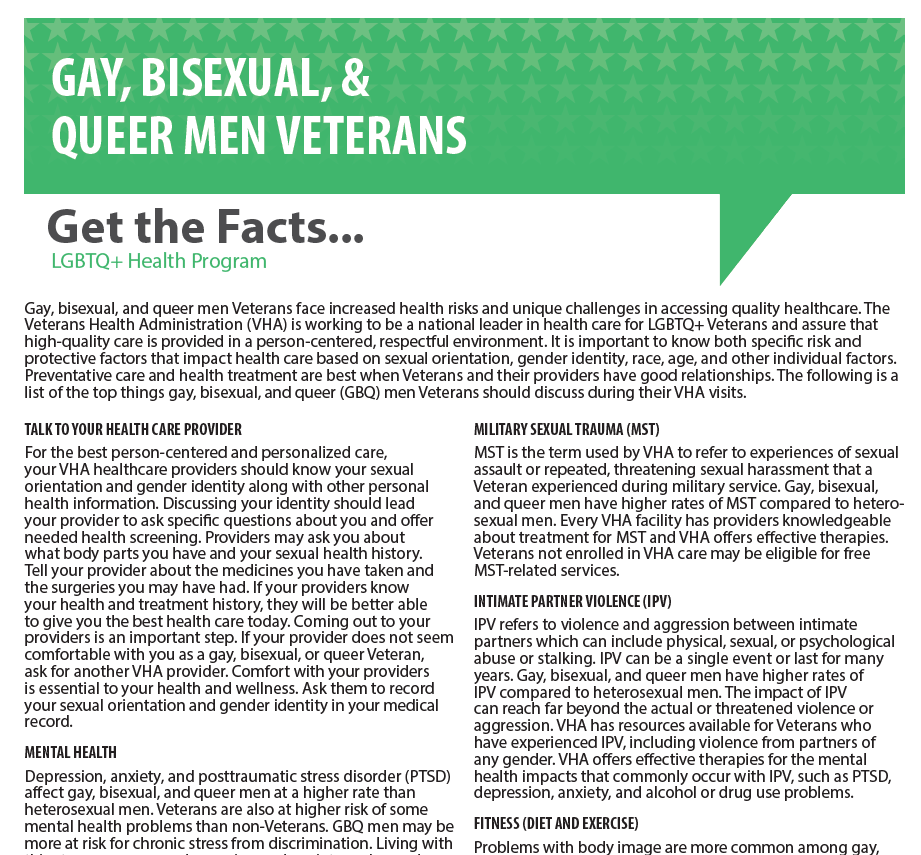 GAY, BISEXUAL, &
QUEER MEN VETERANS
Get the Facts...
LGBTQ+ Health Program
Gay, bisexual, and queer men Veterans face increased health risks and unique challenges in accessing quality healthcare. The
Veterans Health Administration (VHA) is working to be a national leader in health care for LGBTQ+ Veterans and assure that
high-quality care is provided in a person-centered, respectful environment. It is important to know both specific risk and
protective factors that impact health care based on sexual orientation, gender identity, race, age, and other individual factors.
Preventative care and health treatment are best when Veterans and their providers have good relationships. The following is a
list of the top things gay, bisexual, and queer (GBQ) men Veterans should discuss during their VHA visits.
TALK TO YOUR HEALTH CARE PROVIDER
For the best person-centered and personalized care,
your VHA healthcare providers should know your sexual
orientation and gender identity along with other personal
health information. Discussing your identity should lead
your provider to ask specific questions about you and offer
needed health screening. Providers may ask you about
what body parts you have and your sexual health history.
Tell your provider about the medicines you have taken and
the surgeries you may have had. If your providers know
your health and treatment history, they will be better able
to give you the best health care today. Coming out to your
providers is an important step. If your provider does not seem
comfortable with you as a gay, bisexual, or queer Veteran,
ask for another VHA provider. Comfort with your providers
is essential to your health and wellness. Ask them to record
your sexual orientation and gender identity in your medical
record.
MENTAL HEALTH
Depression, anxiety, and posttraumatic stress disorder (PTSD)
affect gay, bisexual, and queer men at a higher rate than
heterosexual men. Veterans are also at higher risk of some
mental health problems than non-Veterans. GBQ men may be
more at risk for chronic stress from discrimination. Living with
MILITARY SEXUAL TRAUMA (MST)
MST is the term used by VHA to refer to experiences of sexual
assault or repeated, threatening sexual harassment that a
Veteran experienced during military service. Gay, bisexual,
and queer men have higher rates of MST compared to hetero-
sexual men. Every VHA facility has providers knowledgeable
about treatment for MST and VHA offers effective therapies.
Veterans not enrolled in VHA care may be eligible for free
MST-related services.
INTIMATE PARTNER VIOLENCE (IPV)
IPV refers to violence and aggression between intimate
partners which can include physical, sexual, or psychological
abuse or stalking. IPV can be a single event or last for many
years. Gay, bisexual, and queer men have higher rates of
IPV compared to heterosexual men. The impact of IPV
can reach far beyond the actual or threatened violence or
aggression. VHA has resources available for Veterans who
have experienced IPV, including violence from partners of
any gender. VHA offers effective therapies for the mental
health impacts that commonly occur with IPV, such as PTSD,
depression, anxiety, and alcohol or drug use problems.
FITNESS (DIET AND EXERCISE)
Problems with body image are more common among gay,